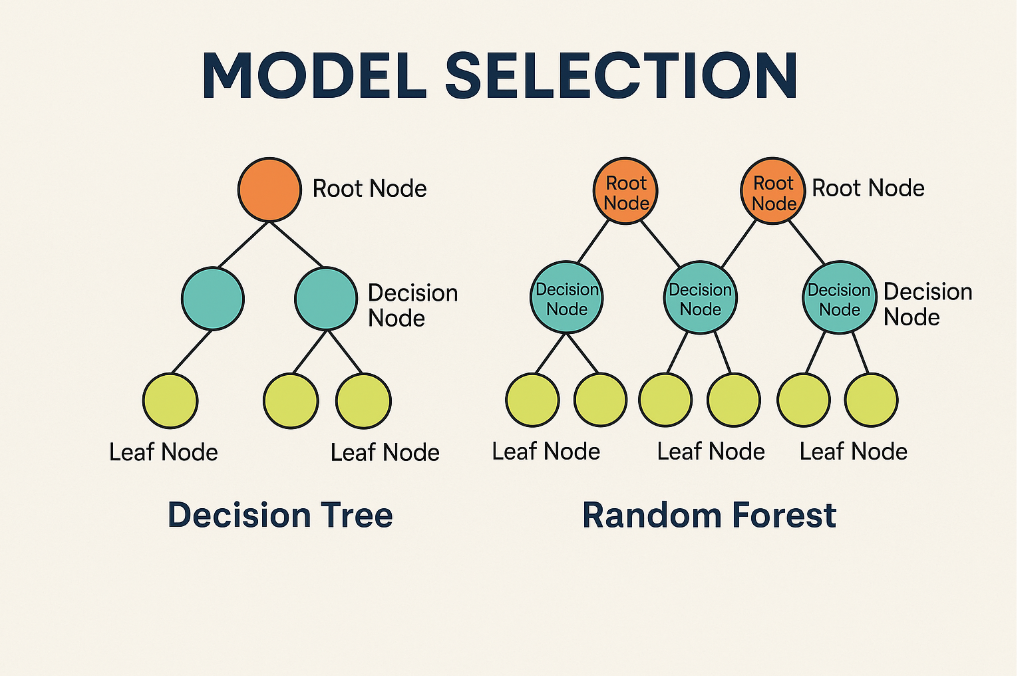 MODEL SELECTION
Root Node
Decision
Node
Leaf Node
Leaf Node
Decision Tree
Root
Node
Root
Node
Root Node
Decision
Node
Decision
Node
Decision
Node
Decision
Node
Leaf Node
Leaf Node
Leaf Node
Random Forest